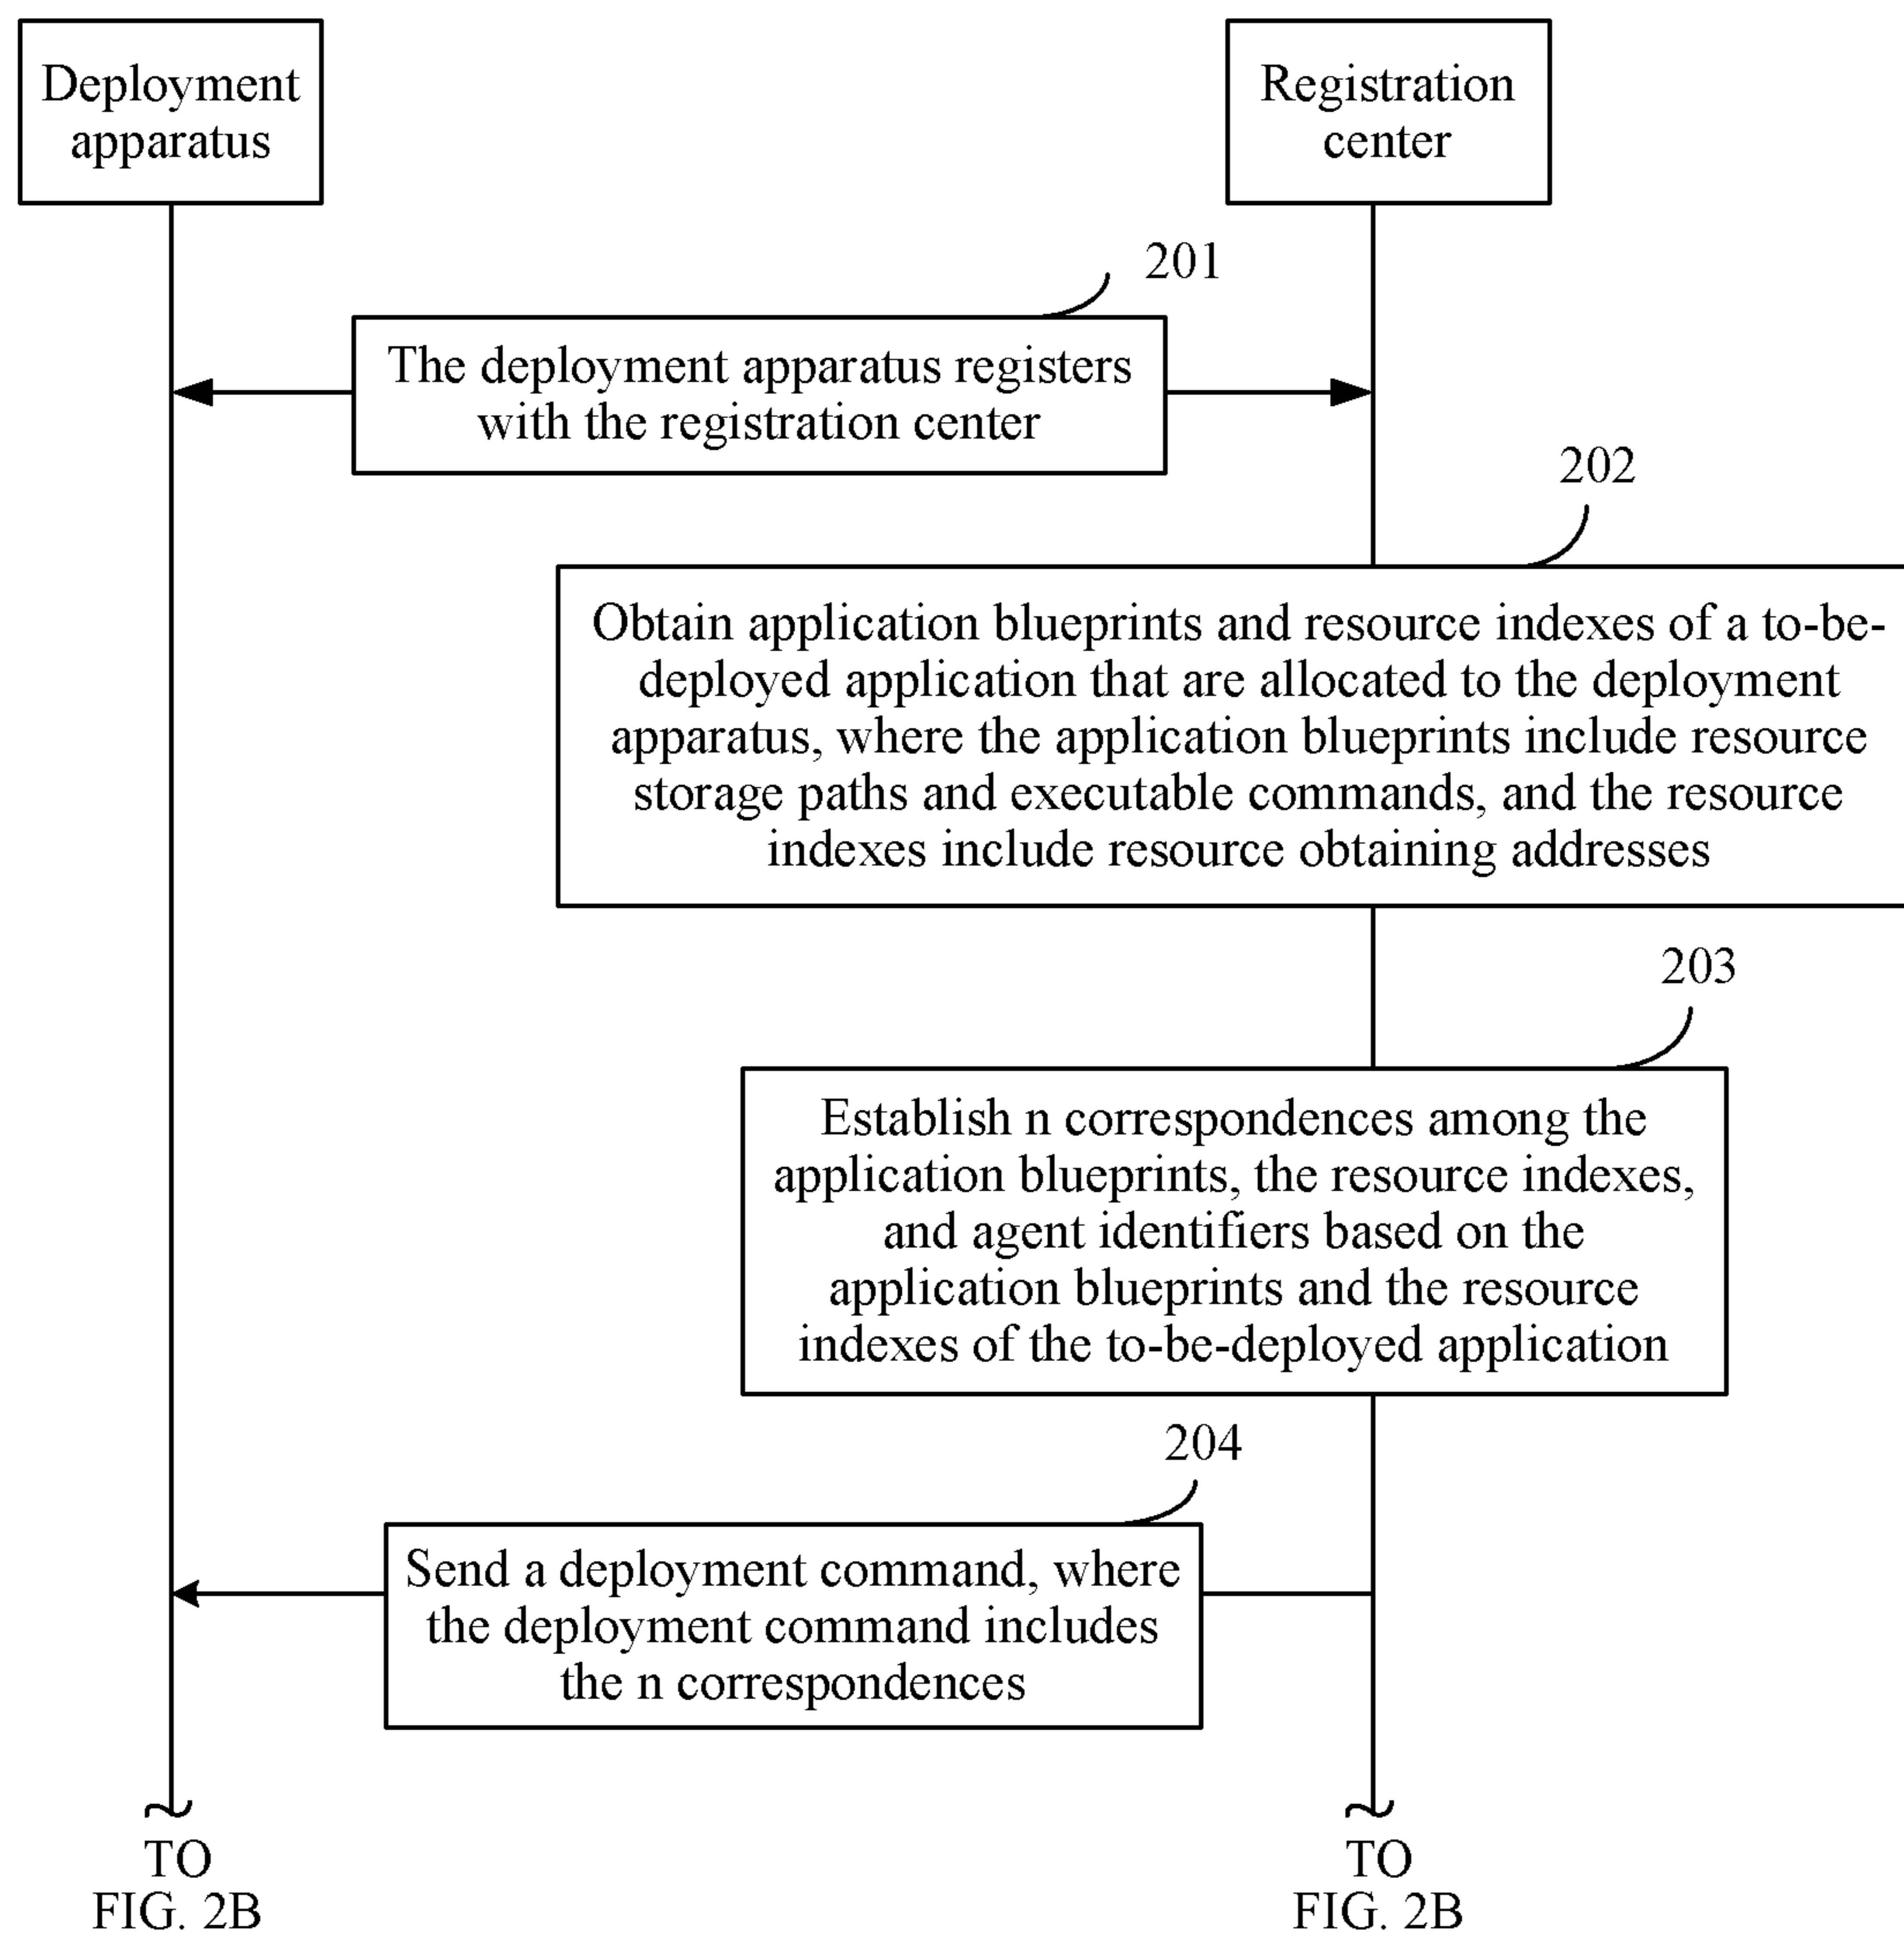 Deployment
apparatus
Registration
center
201
The deployment apparatus registers
with the registration center
202
Obtain application blueprints and resource indexes of a to-be-
deployed application that are allocated to the deployment
apparatus, where the application blueprints include resource
storage paths and executable commands, and the resource
indexes include resource obtaining addresses
203
Establish n correspondences among the
application blueprints, the resource indexes,
and agent identifiers based on the
application blueprints and the resource
indexes of the to-be-deployed application
204
Send a deployment command, where
the deployment command includes
the n correspondences
TO
FIG. 2B
TO
FIG. 2B